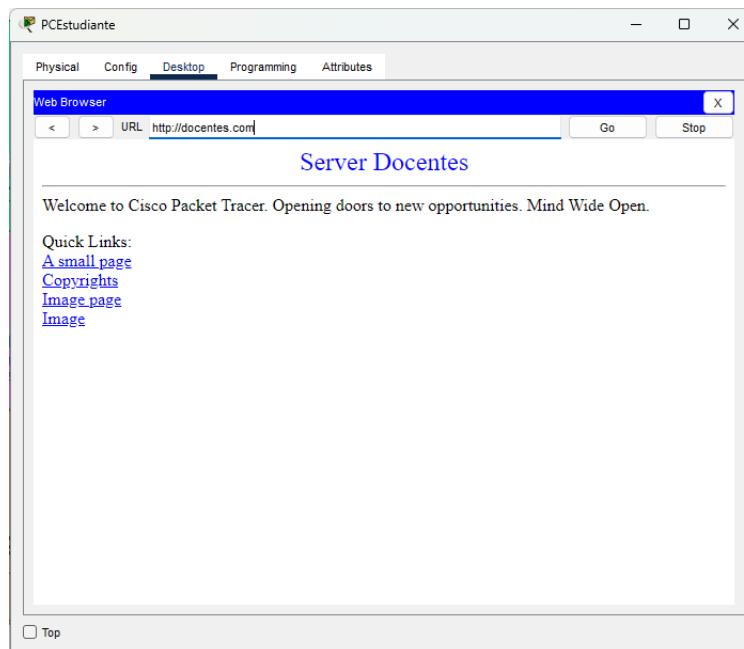 PCEstudiante
Physical Config Desktop Programming Attributes
Web Browser X
< > URL http://docentes.com Go Stop
Server Docentes
Welcome to Cisco Packet Tracer. Opening doors to new opportunities. Mind Wide Open.
Quick Links:
A small page
Copyrights
Image page
Image
Top